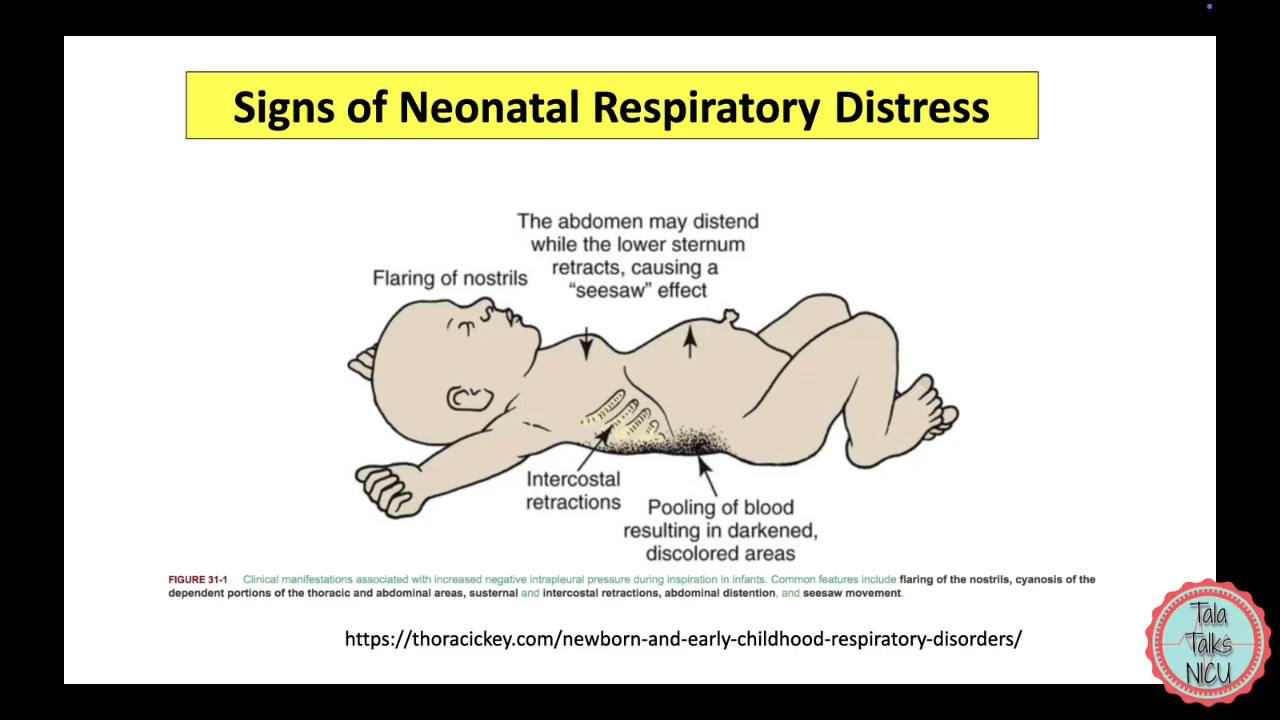 Signs of Neonatal Respiratory Distress
The abdomen may distend
while the lower sternum
retracts, causing a
“seesaw” effect
Flaring of nostrils
Intercostal
retractions
Pooling of blood
resulting in darkened,
discolored areas
FIGURE 31-1 Clinical manifestations associated with increased negative intrapleural pressure during inspiration in infants. Common features include flaring of the nostrils, cyanosis of the
dependent portions of the thoracic and abdominal areas, susternal and intercostal retractions, abdominal distention, and seesaw movement.
https://thoracickey.com/newborn-and-early-childhood-respiratory-disorders/
Tala
Talks
NICU